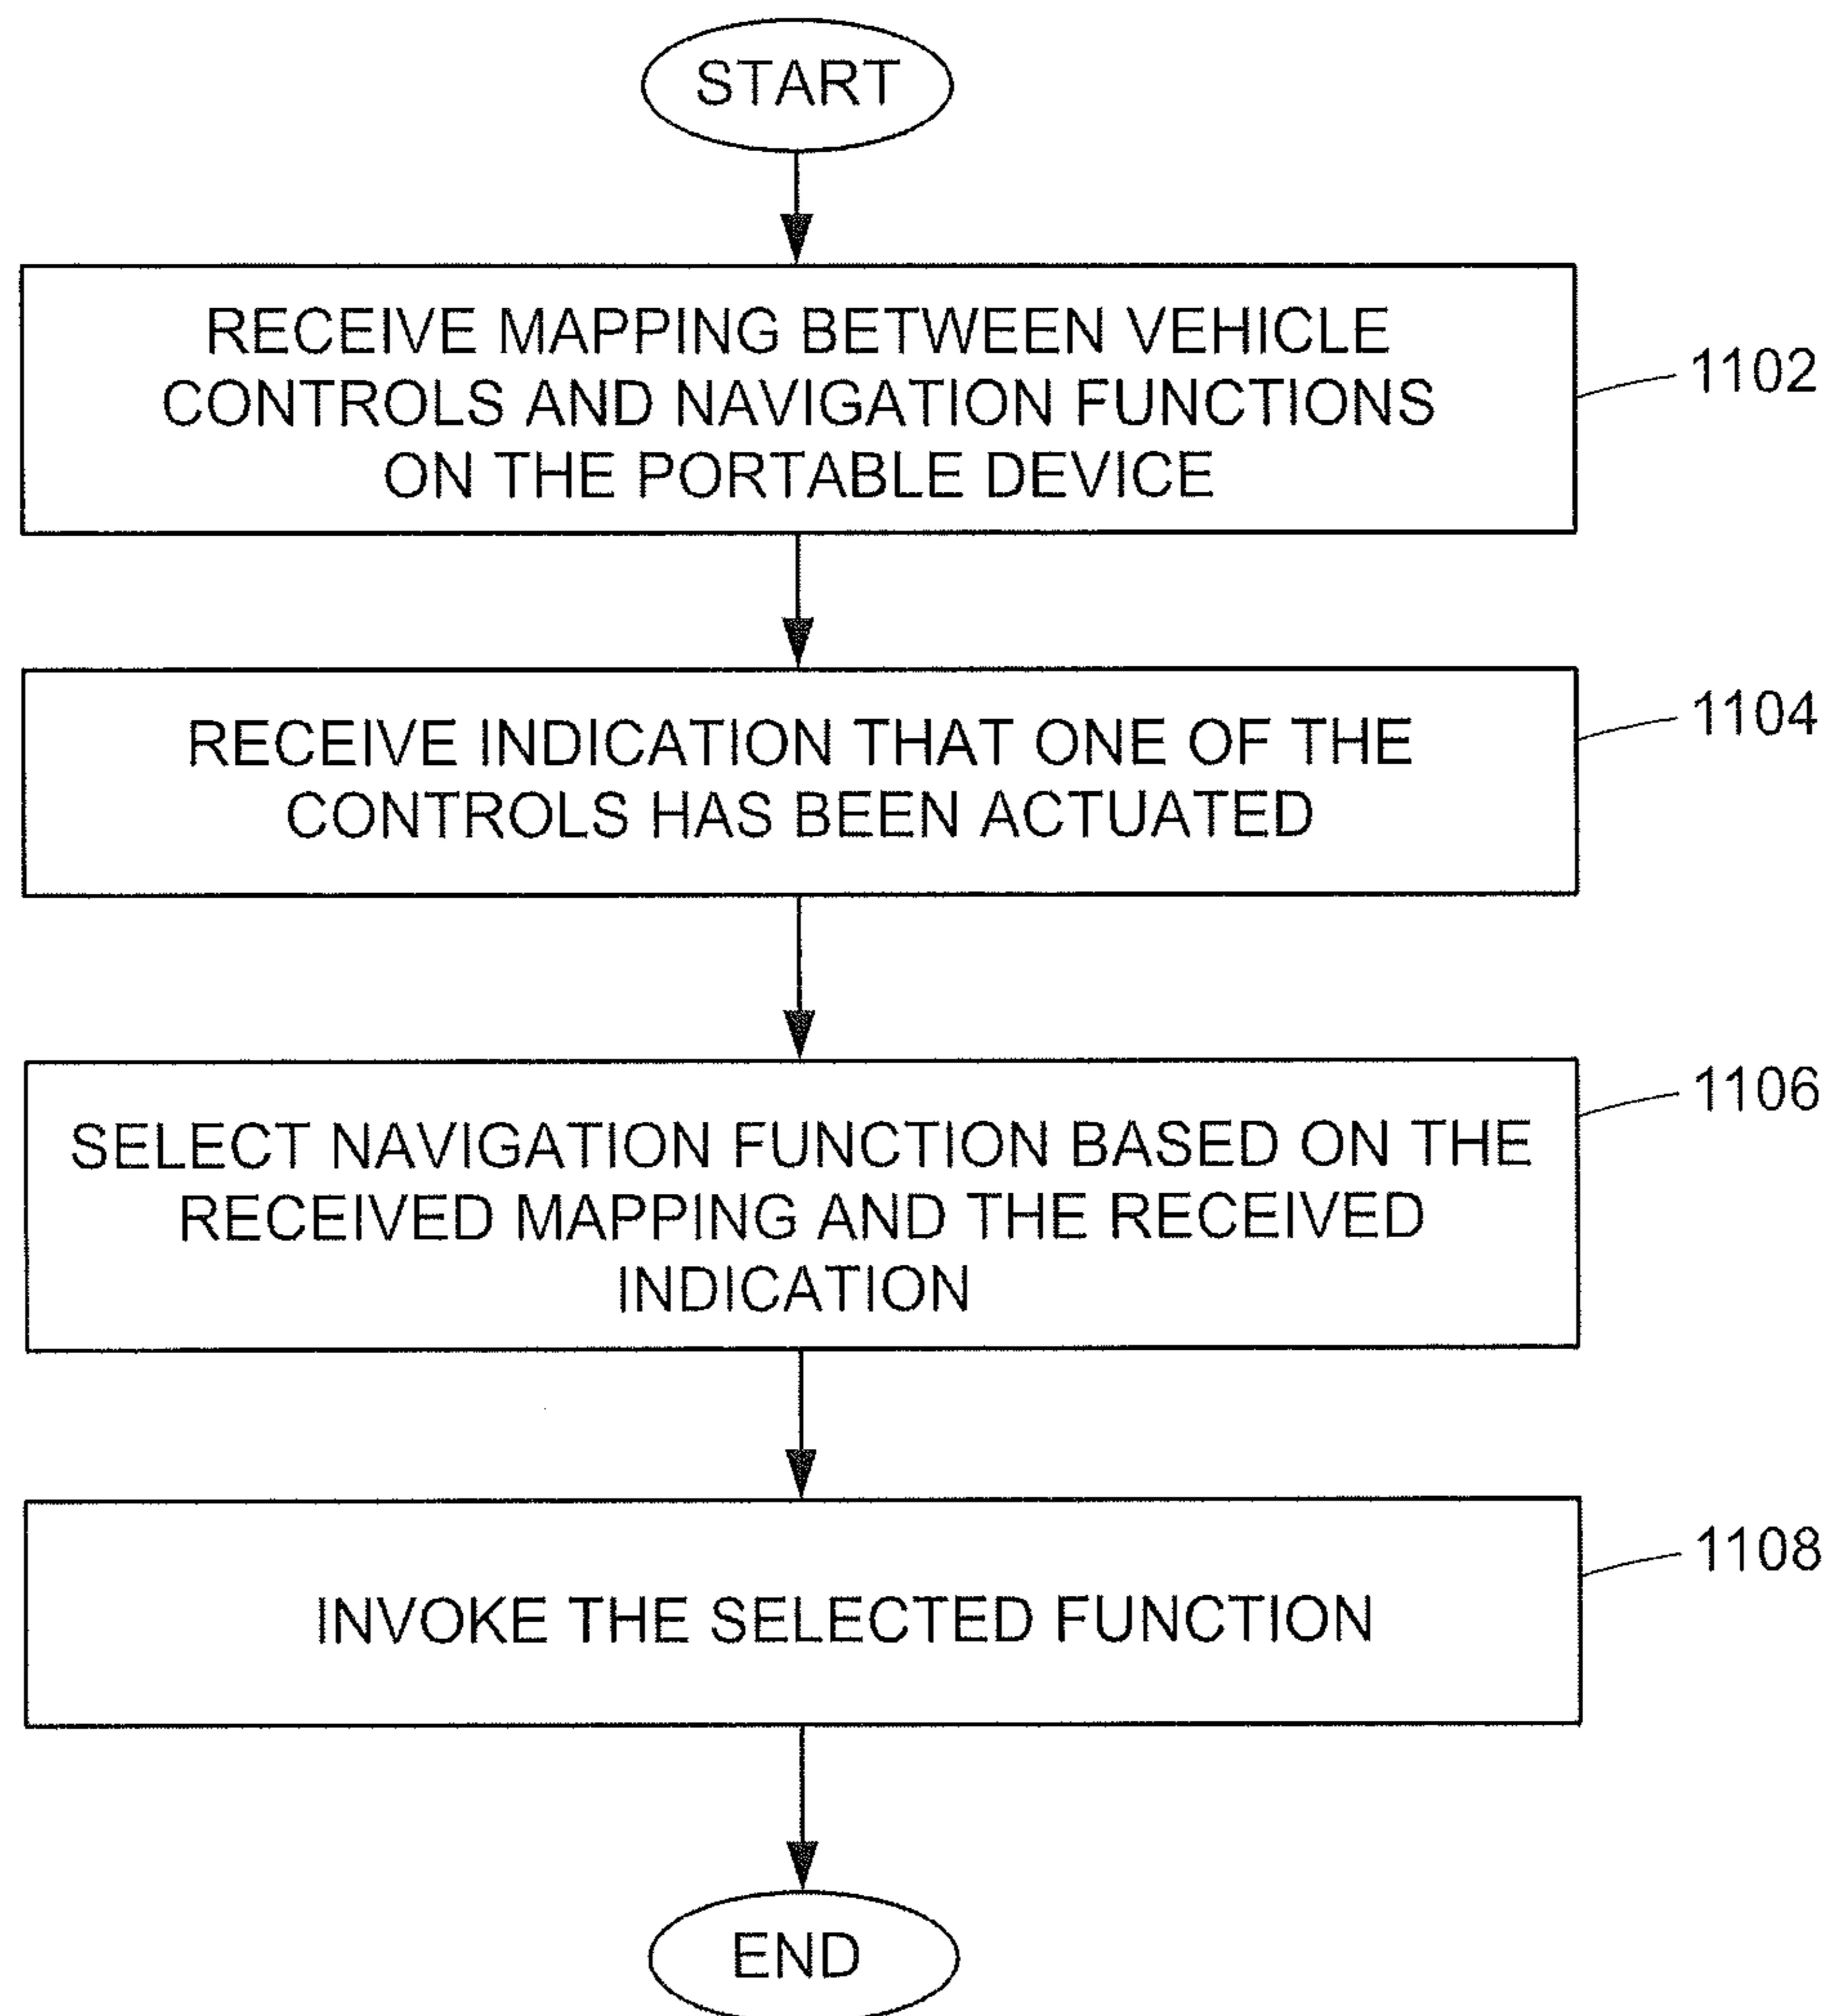 START
RECEIVE MAPPING BETWEEN VEHICLE
CONTROLS AND NAVIGATION FUNCTIONS
ON THE PORTABLE DEVICE
1102
RECEIVE INDICATION THAT ONE OF THE
CONTROLS HAS BEEN ACTUATED
1104
SELECT NAVIGATION FUNCTION BASED ON THE
RECEIVED MAPPING AND THE RECEIVED
INDICATION
1106
INVOKE THE SELECTED FUNCTION
1108
END